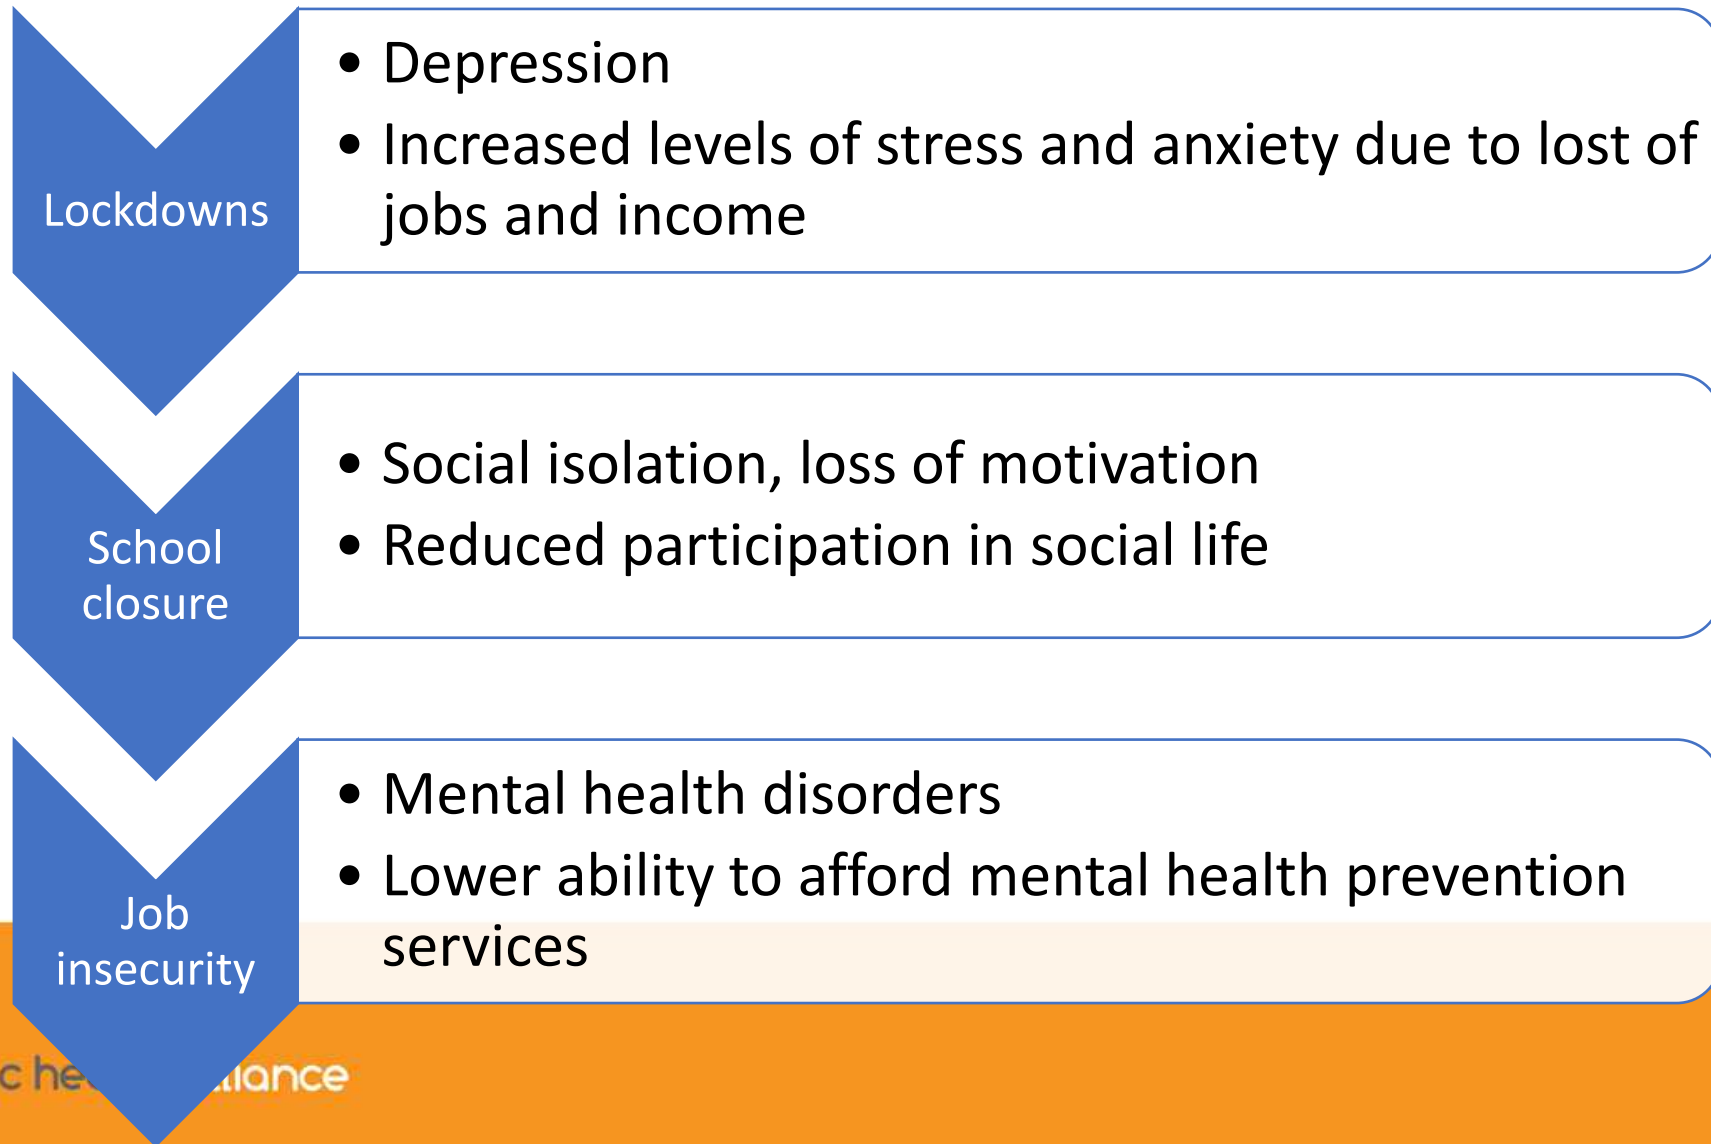 Lockdowns
• Depression
• Increased levels of stress and anxiety due to lost of
jobs and income
School
closure
• Social isolation, loss of motivation
• Reduced participation in social life
Job
insecurity
• Mental health disorders
• Lower ability to afford mental health prevention
services